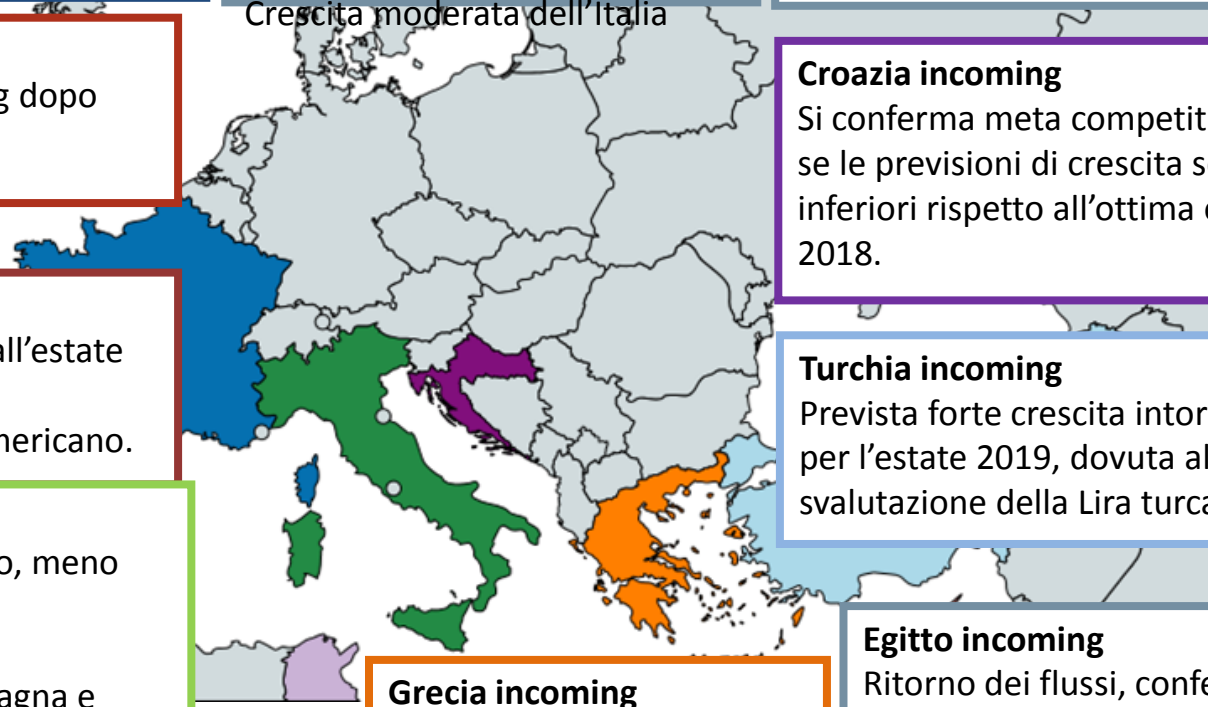 Crescita moderata dell'Italia
g dopo
Croazia incoming
Si conferma meta competit
se le previsioni di crescita s
inferiori rispetto all'ottima
2018.
all'estate
mericano.
Turchia incoming
Prevista forte crescita intor
per l'estate 2019, dovuta al
svalutazione della Lira turca
o, meno
agna e
Grecia incoming
Egitto incoming
Ritorno dei flussi, confe